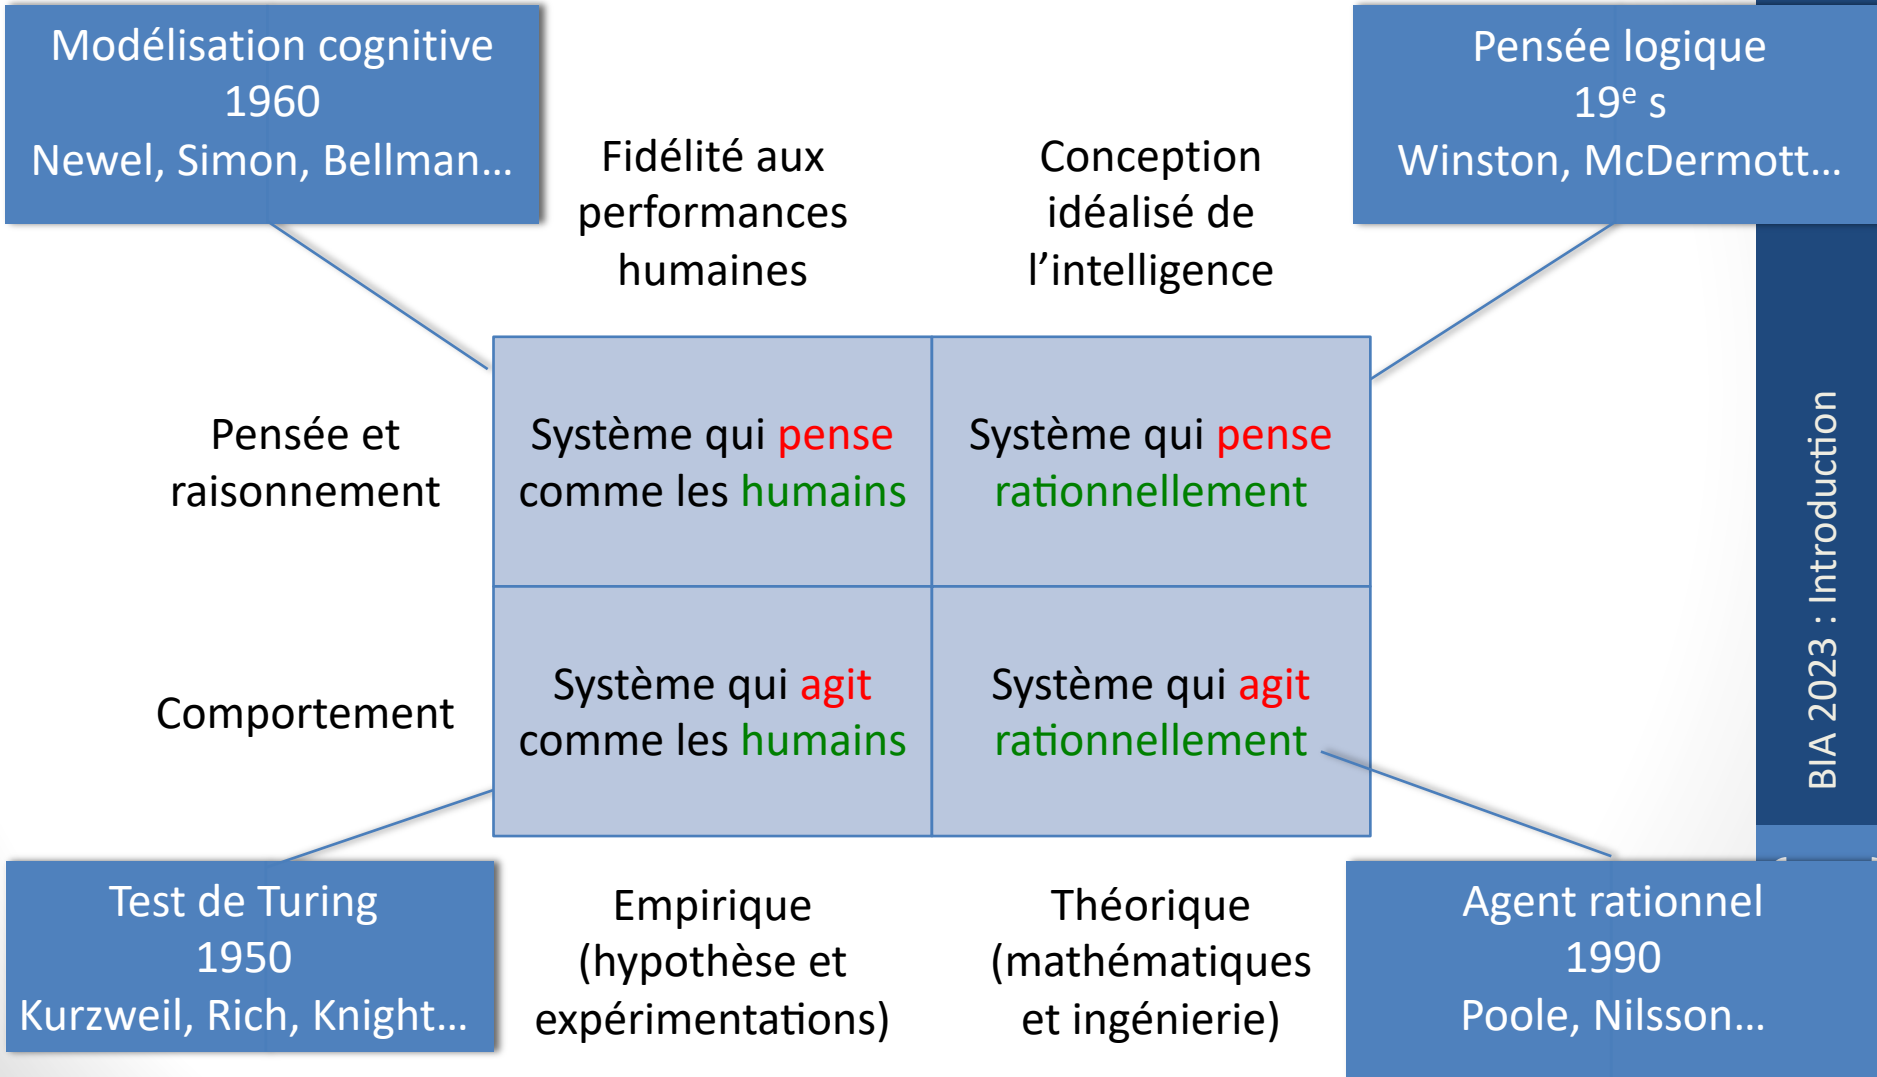 Modélisation cognitive
1960
Newel, Simon, Bellman…
Fidélité aux
performances
humaines
Conception
idéalisé de
l’intelligence
Pensée logique
19e s
Winston, McDermott…
Pensée et
raisonnement
Système qui pense
comme les humains
Système qui pense
rationnellement
Comportement
Système qui agit
comme les humains
Système qui agit
rationnellement
Test de Turing
1950
Kurzweil, Rich, Knight…
Empirique
(hypothèse et
expérimentations)
Théorique
(mathématiques
et ingénierie)
Agent rationnel
1990
Poole, Nilsson…
BIA 2023 : Introduction